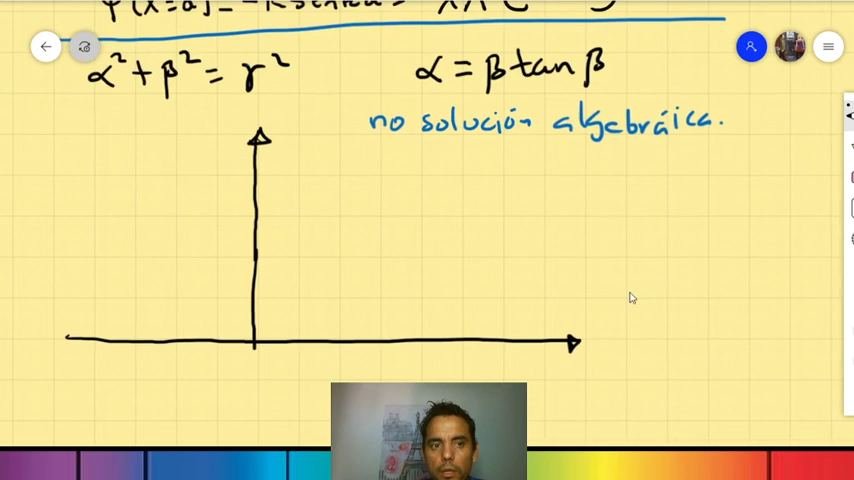 α² + β² = γ²
α = β tan β
no solución algebráica.